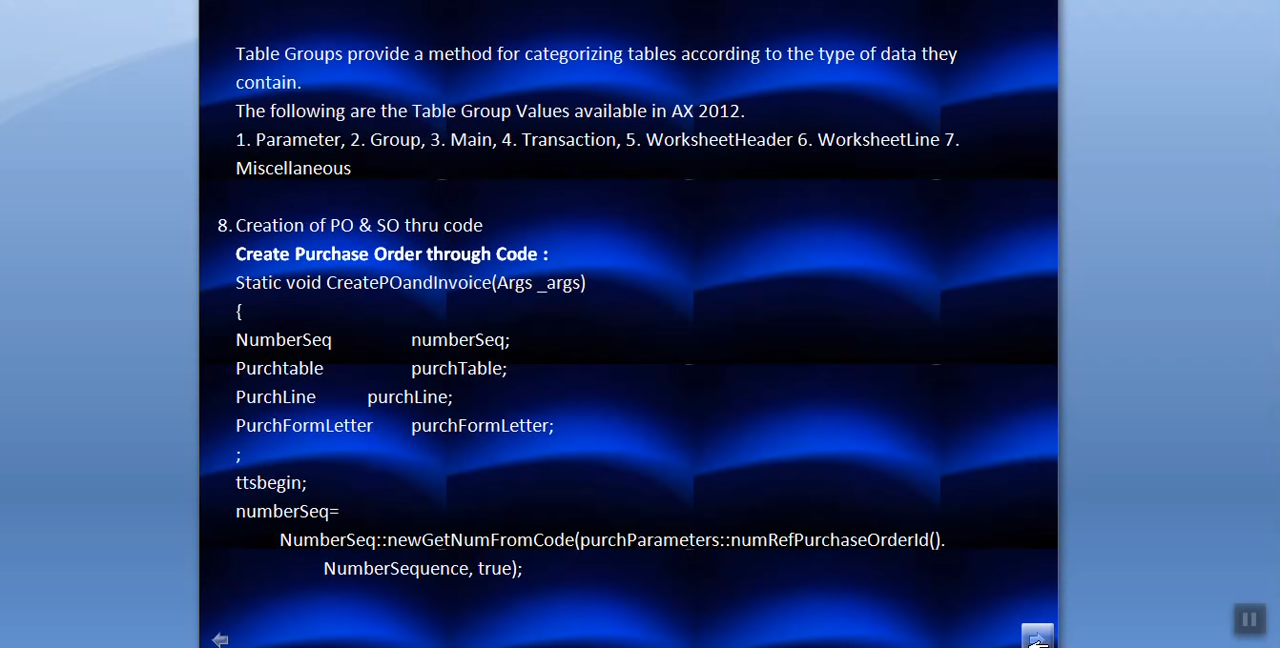 Table Groups provide a method for categorizing tables according to the type of data they
contain.
The following are the Table Group Values available in AX 2012.
1. Parameter, 2. Group, 3. Main, 4. Transaction, 5. WorksheetHeader 6. WorksheetLine 7.
Miscellaneous
8. Creation of PO & SO thru code
Create Purchase Order through Code :
Static void CreatePOandInvoice(Args _args)
{
NumberSeq numberSeq;
Purchtable purchTable;
PurchLine purchLine;
PurchFormLetter purchFormLetter;
;
ttsbegin;
numberSeq=
NumberSeq::newGetNumFromCode(purchParameters::numRefPurchaseOrderId().
NumberSequence, true);